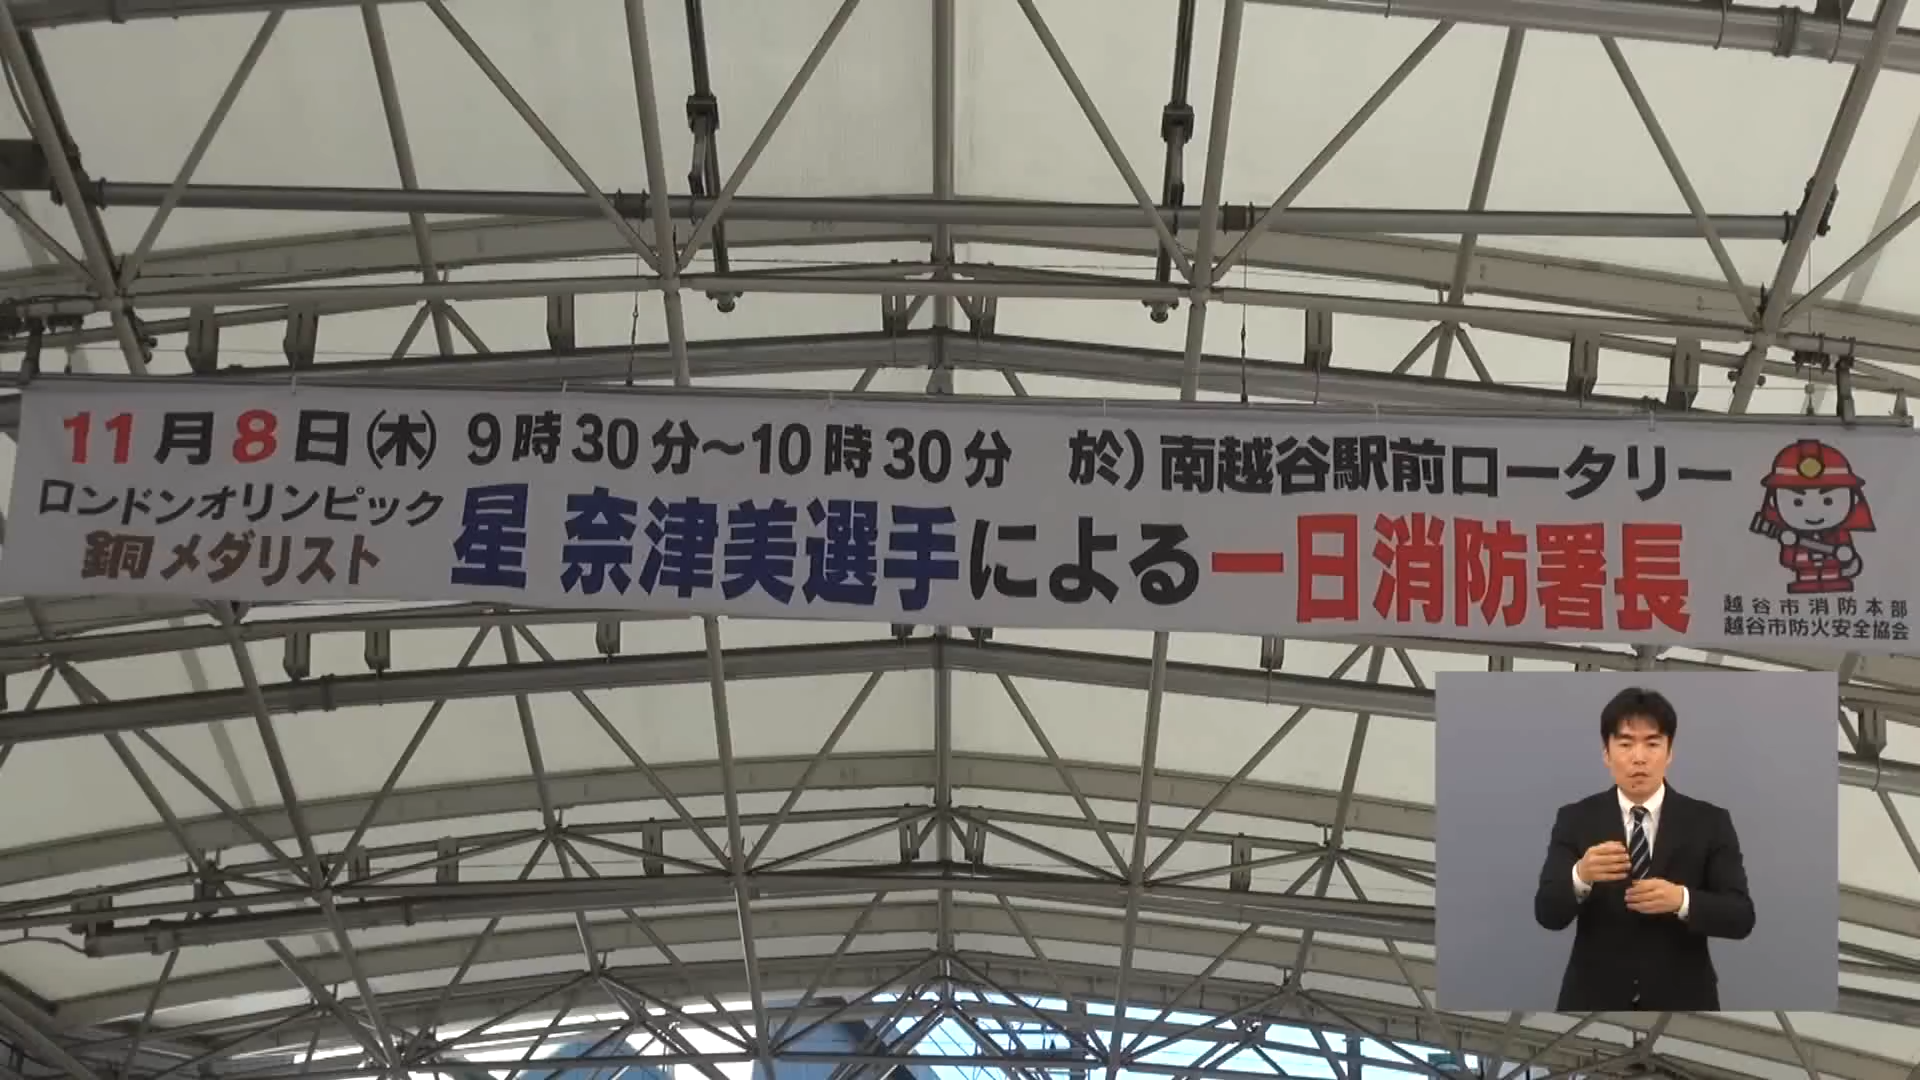 11月8日(木) 9時30分〜10時30分 於)南越谷駅前ロータリー
ロンドンオリンピック
銅メダリスト
星 奈津美選手による一日消防署長
越谷市消防本部
越谷市防火安全協会